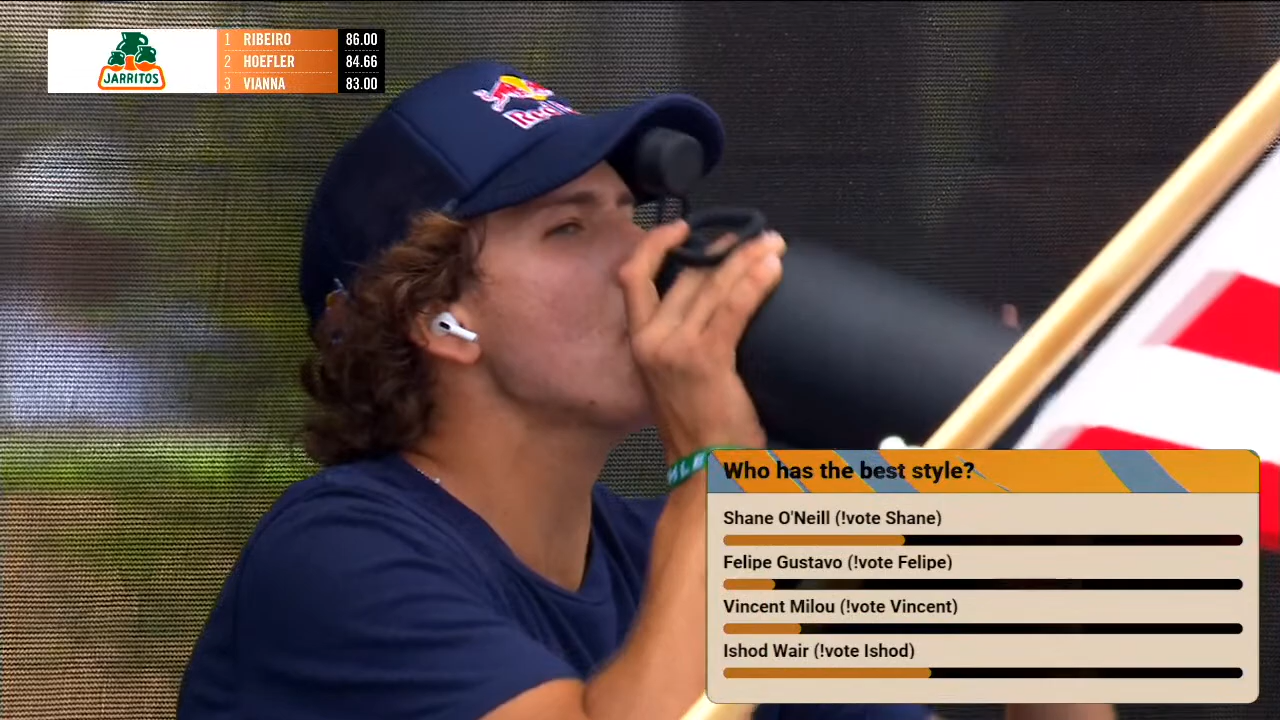 JARRITOS
1 RIBEIRO 86.00
2 HOEFLER 84.66
3 VIANNA 83.00
Who has the best style?
Shane O'Neill (!vote Shane)
Felipe Gustavo (!vote Felipe)
Vincent Milou (!vote Vincent)
Ishod Wair (!vote Ishod)